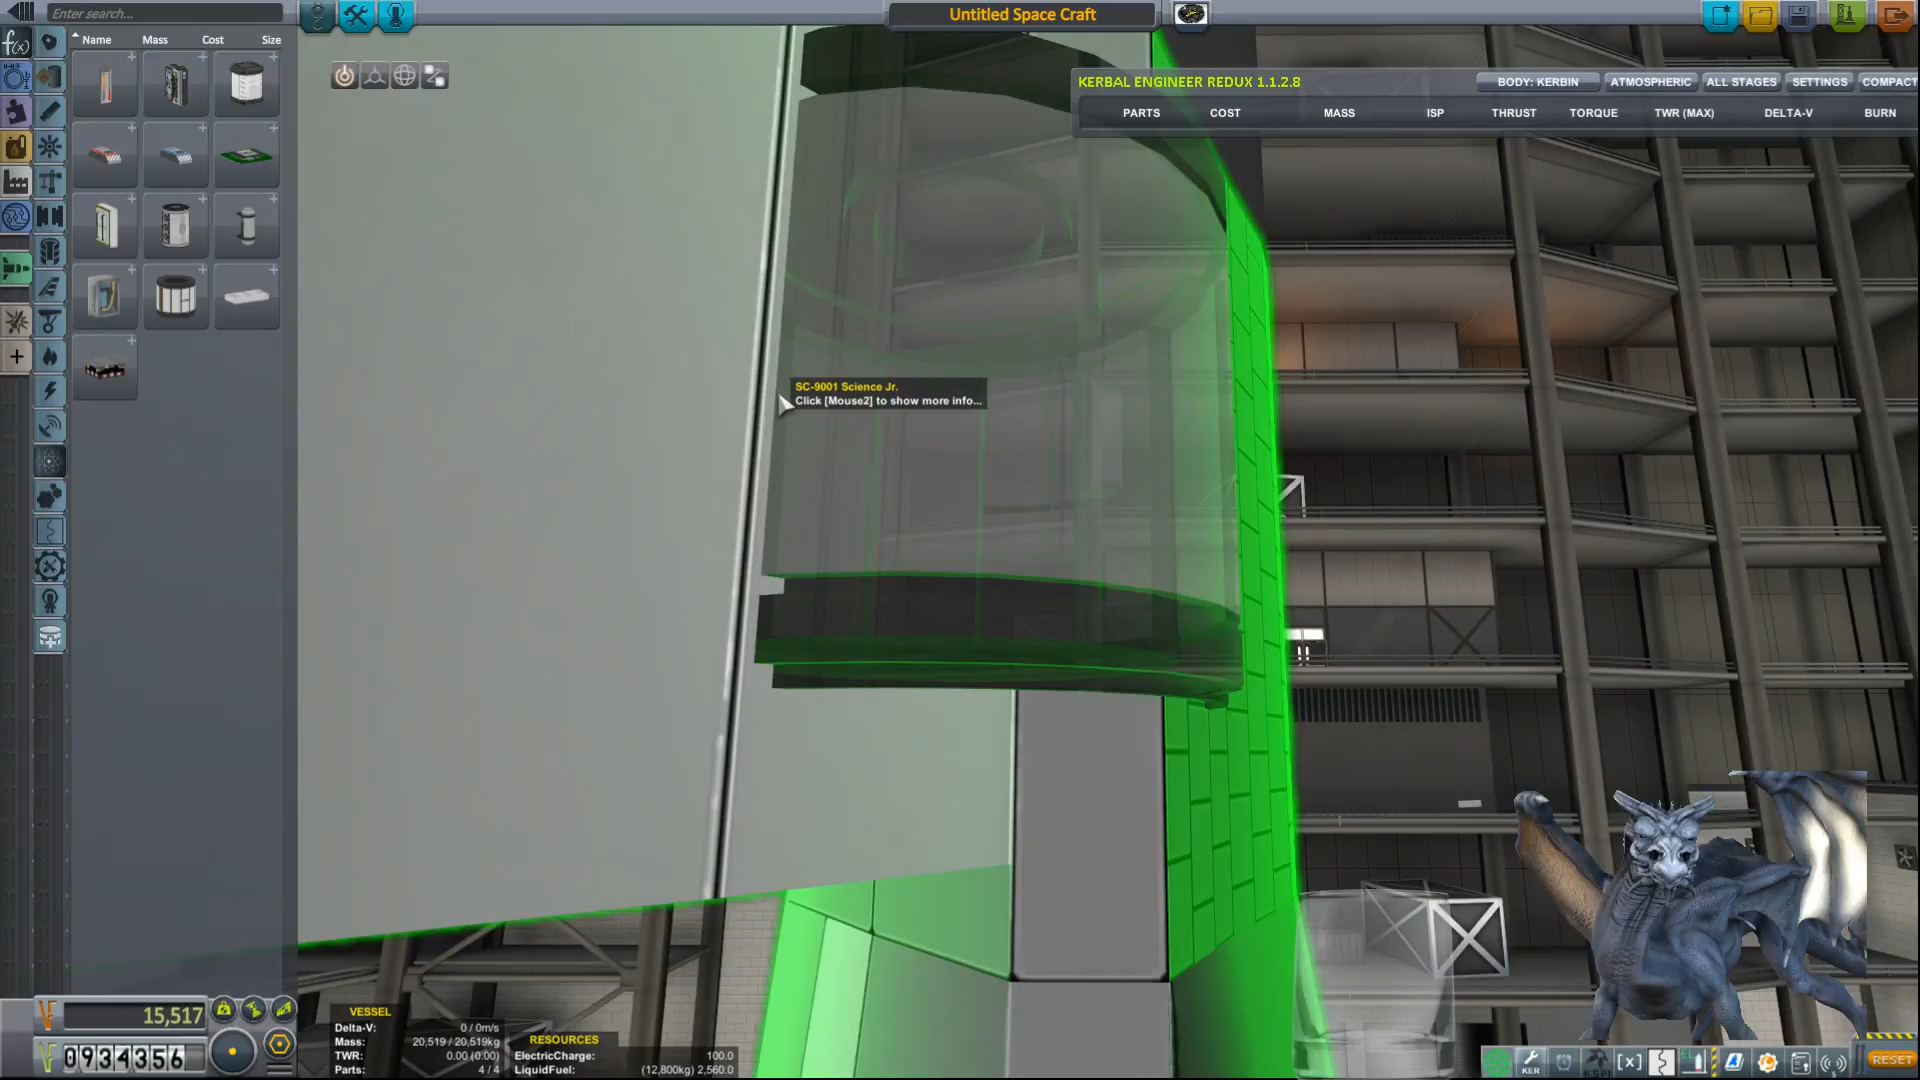 Enter search...
Untitled Space Craft
Name Mass Cost Size
KERBAL ENGINEER REDUX 1.1.2.8
BODY: KERBIN ATMOSPHERIC ALL STAGES SETTINGS COMPACT
PARTS COST MASS ISP THRUST TORQUE TWR (MAX) DELTA-V BURN
SC-9001 Science Jr.
Click [Mouse2] to show more info...
15,517
0934356
VESSEL
Delta-V: 0 / 0m/s
Mass: 20,519 / 20,519kg
TWR: 0.00 (0.00)
Parts: 4 / 4
RESOURCES
ElectricCharge: 100.0
LiquidFuel: (12,800kg) 2,560.0
KER
KSPI
[x]
EL
RESET